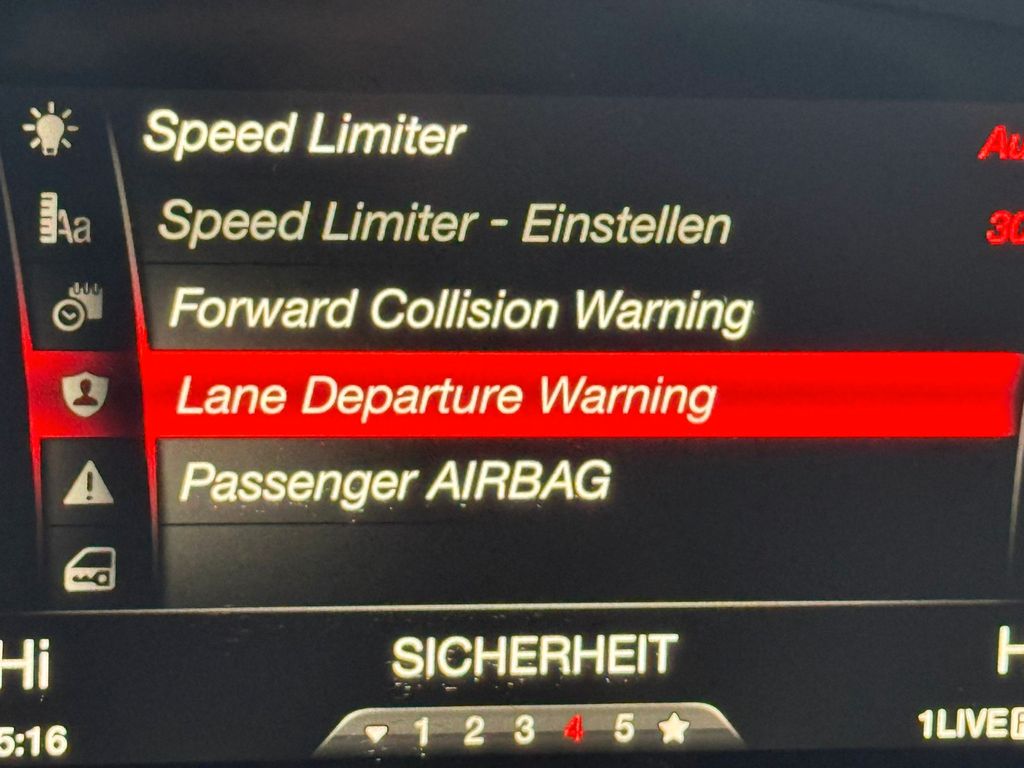 Speed Limiter
Aa Speed Limiter - Einstellen
Forward Collision Warning
Lane Departure Warning
Passenger AIRBAG
Hi SICHERHEIT
5:16 1 2 3 4 5 1LIVE